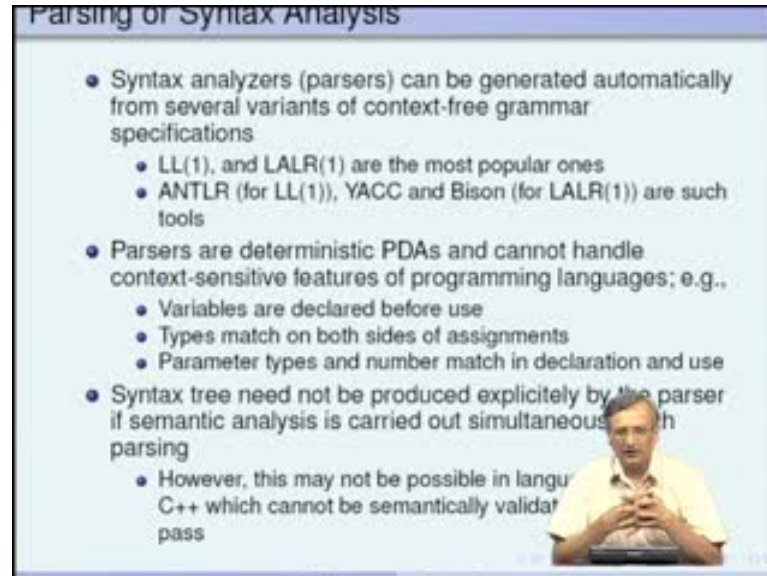 Parsing or Syntax Analysis
Syntax analyzers (parsers) can be generated automatically
from several variants of context-free grammar
specifications
LL(1), and LALR(1) are the most popular ones
ANTLR (for LL(1)), YACC and Bison (for LALR(1)) are such
tools
Parsers are deterministic PDAs and cannot handle
context-sensitive features of programming languages; e.g.,
Variables are declared before use
Types match on both sides of assignments
Parameter types and number match in declaration and use
Syntax tree need not be produced explicitely by the parser
if semantic analysis is carried out
parsing
However, this may not be possible in
C++ which cannot be semantically
pass